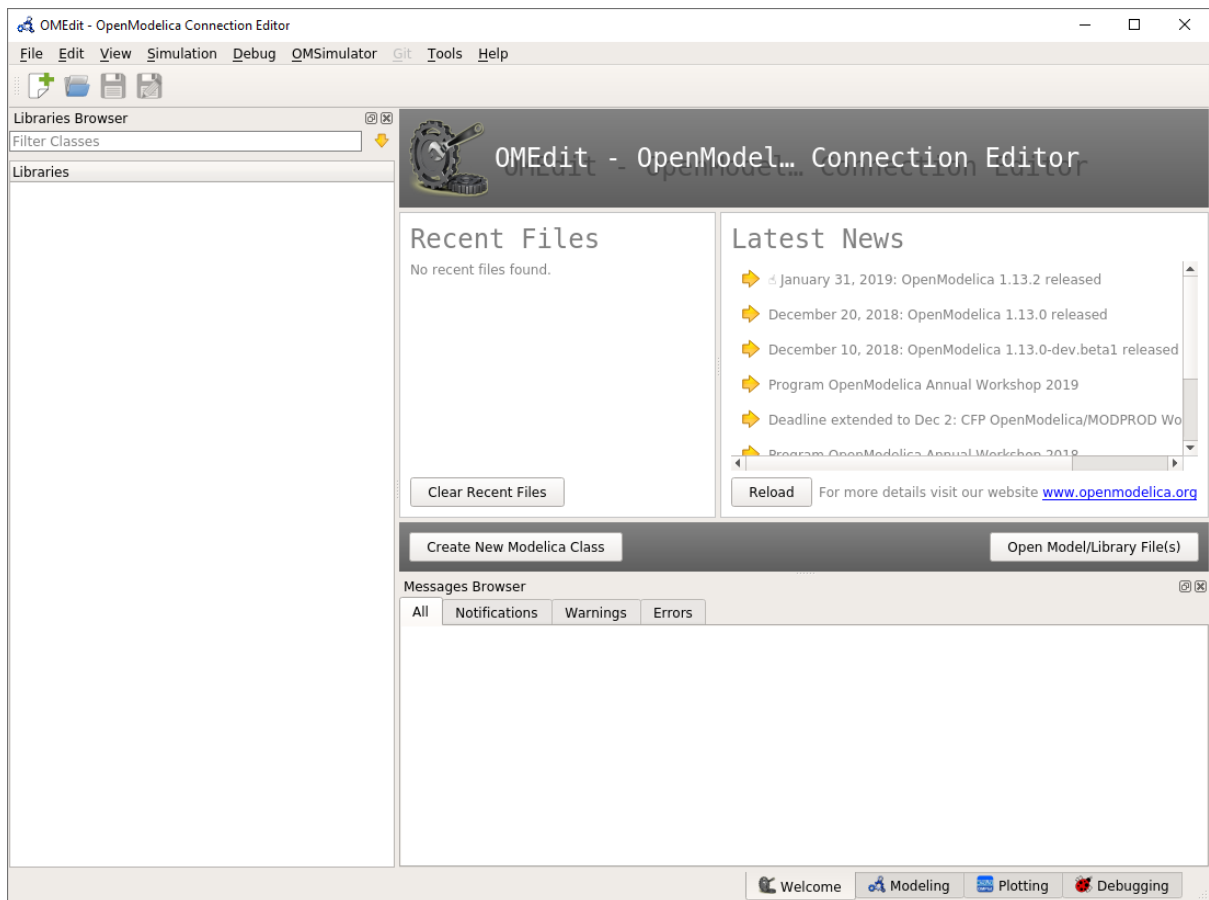 OMEdit - OpenModelica Connection Editor
File Edit View Simulation Debug OMSimulator Git Tools Help
Libraries Browser
Filter Classes
Libraries
OMEdit - OpenModel… Connection Editor
Recent Files
No recent files found.
Clear Recent Files
Latest News
January 31, 2019: OpenModelica 1.13.2 released
December 20, 2018: OpenModelica 1.13.0 released
December 10, 2018: OpenModelica 1.13.0-dev.beta1 released
Program OpenModelica Annual Workshop 2019
Deadline extended to Dec 2: CFP OpenModelica/MODPROD Wo
Program OpenModelica Annual Workshop 2018
Reload For more details visit our website www.openmodelica.org
Create New Modelica Class Open Model/Library File(s)
Messages Browser
All Notifications Warnings Errors
Welcome Modeling Plotting Debugging